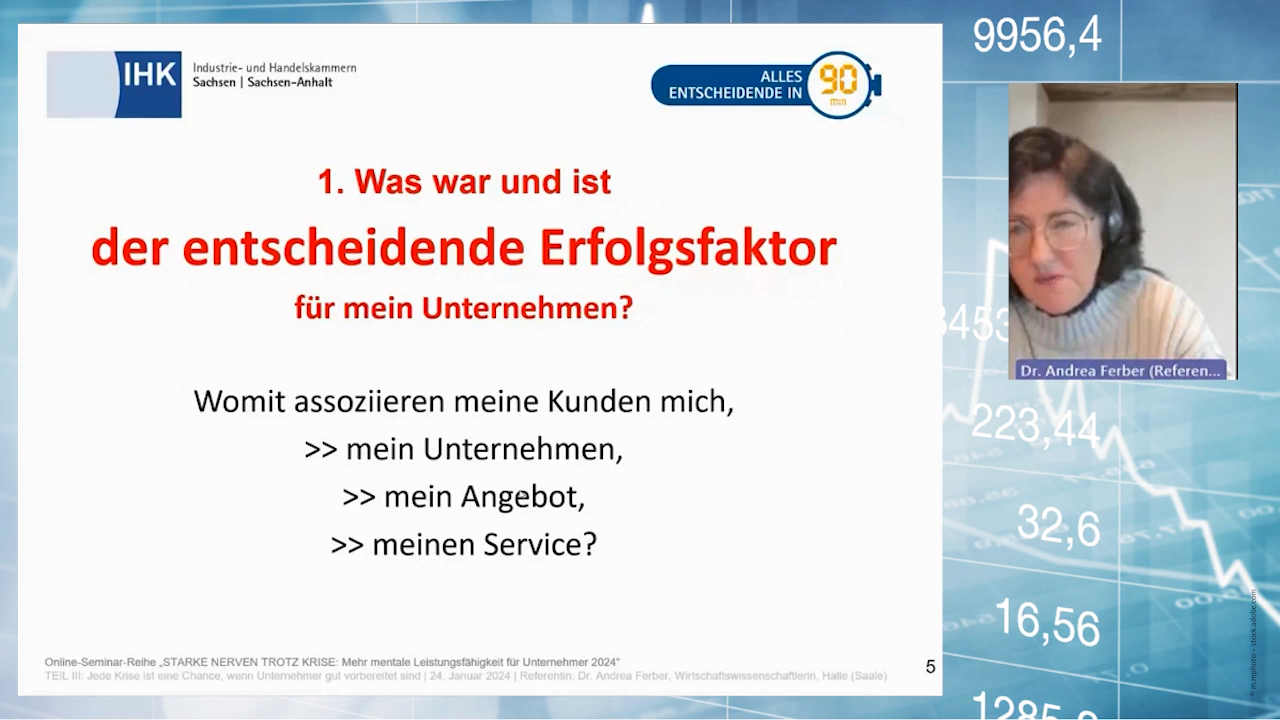 IHK
Industrie- und Handelskammern
Sachsen | Sachsen-Anhalt
ALLES
ENTSCHEIDENDE IN
90
min
1. Was war und ist
der entscheidende Erfolgsfaktor
für mein Unternehmen?
Womit assoziieren meine Kunden mich,
>> mein Unternehmen,
>> mein Angebot,
>> meinen Service?
Online-Seminar-Reihe „STARKE NERVEN TROTZ KRISE: Mehr mentale Leistungsfähigkeit für Unternehmer 2024"
TEIL III: Jede Krise ist eine Chance, wenn Unternehmer gut vorbereitet sind | 24. Januar 2024 | Referentin: Dr. Andrea Ferber, Wirtschaftswissenschaftlerin, Halle (Saale)
5
9956,4
Dr. Andrea Ferber (Referen...
223,44
32,6
16,56